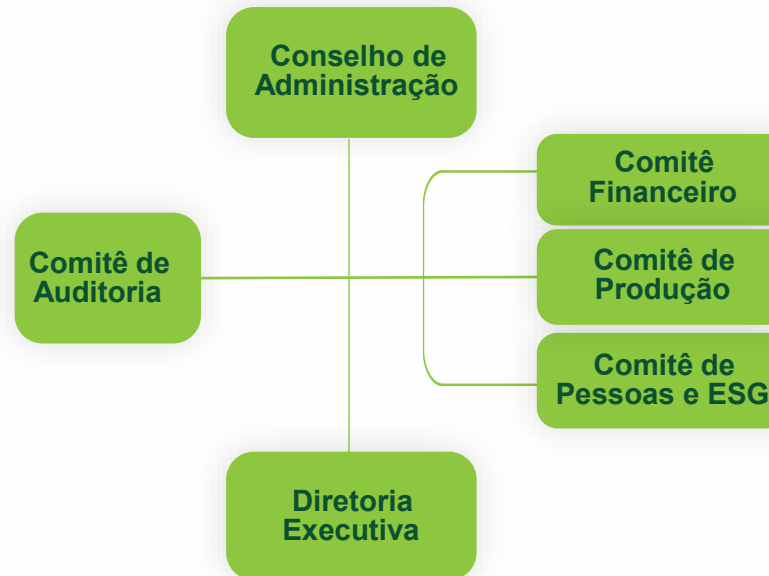 Conselho de
Administração
Comitê
Financeiro
Comitê de
Auditoria
Comitê de
Produção
Comitê de
Pessoas e ESG
Diretoria
Executiva